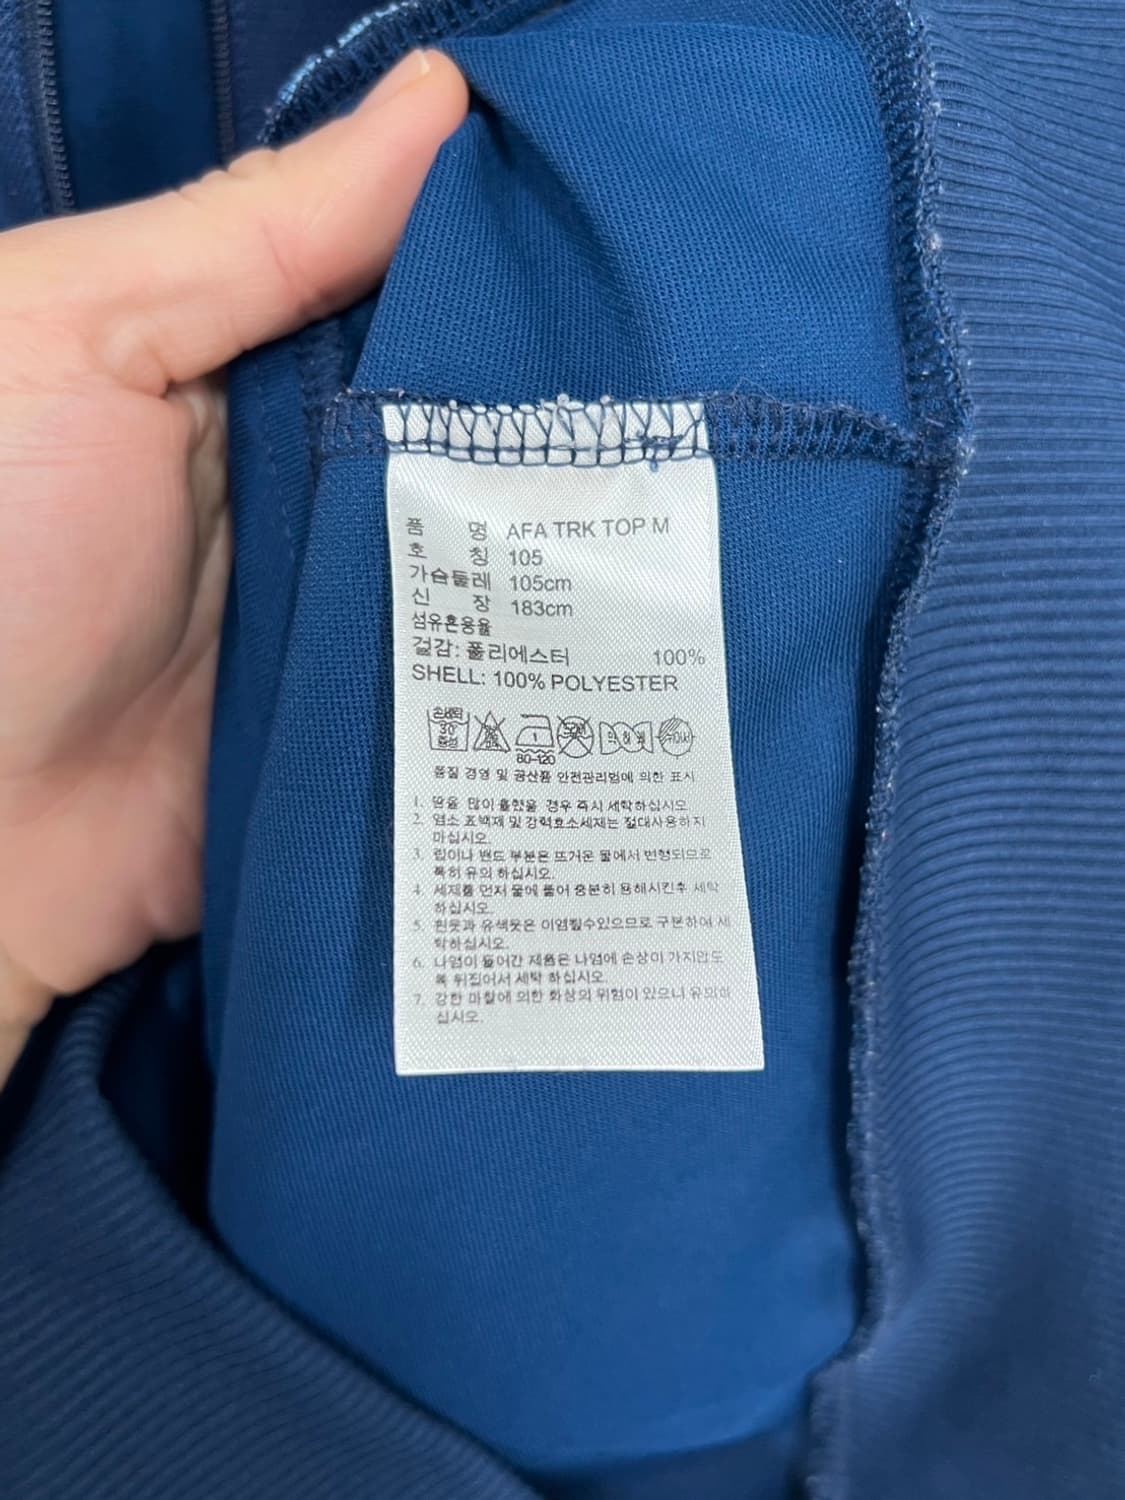 품 명 AFA TRK TOP M
호 칭 105
가슴둘레 105cm
신 장 183cm
섬유혼용율
겉감: 폴리에스터 100%
SHELL: 100% POLYESTER
손세탁 30 중성
80-120
품질 경영 및 공산품 안전관리법에 의한 표시
1. 땀을 많이 흘렸을 경우 즉시 세탁하십시오.
2. 염소 표백제 및 강력효소세제는 절대사용하지
마십시오.
3. 립이나 밴드 부분은 뜨거운 물에서 변형되므로
특히 유의 하십시오.
4. 세제를 먼저 물에 풀어 충분히 용해시킨후 세탁
하십시오.
5. 흰옷과 유색옷은 이염될수있으므로 구분하여 세
탁하십시오.
6. 나염이 들어간 제품은 나염에 손상이 가지않도
록 뒤집어서 세탁 하십시오.
7. 강한 마찰에 의한 화상의 위험이 있으니 유의하
십시오.